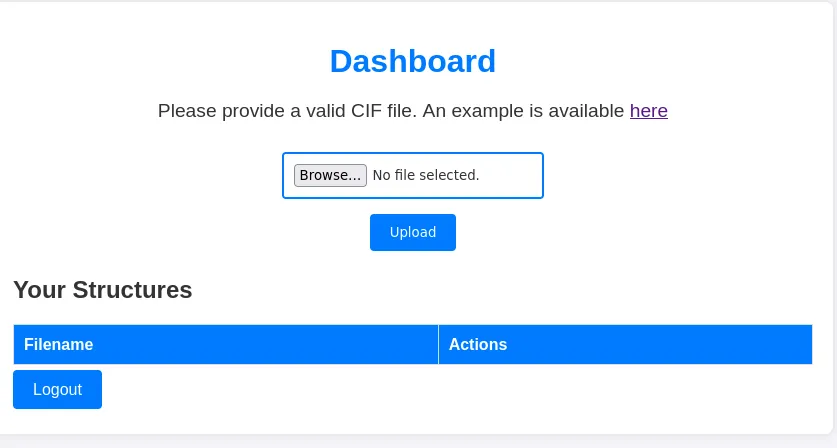 Dashboard
Please provide a valid CIF file. An example is available here
Browse... No file selected.
Upload
Your Structures
Filename Actions
Logout